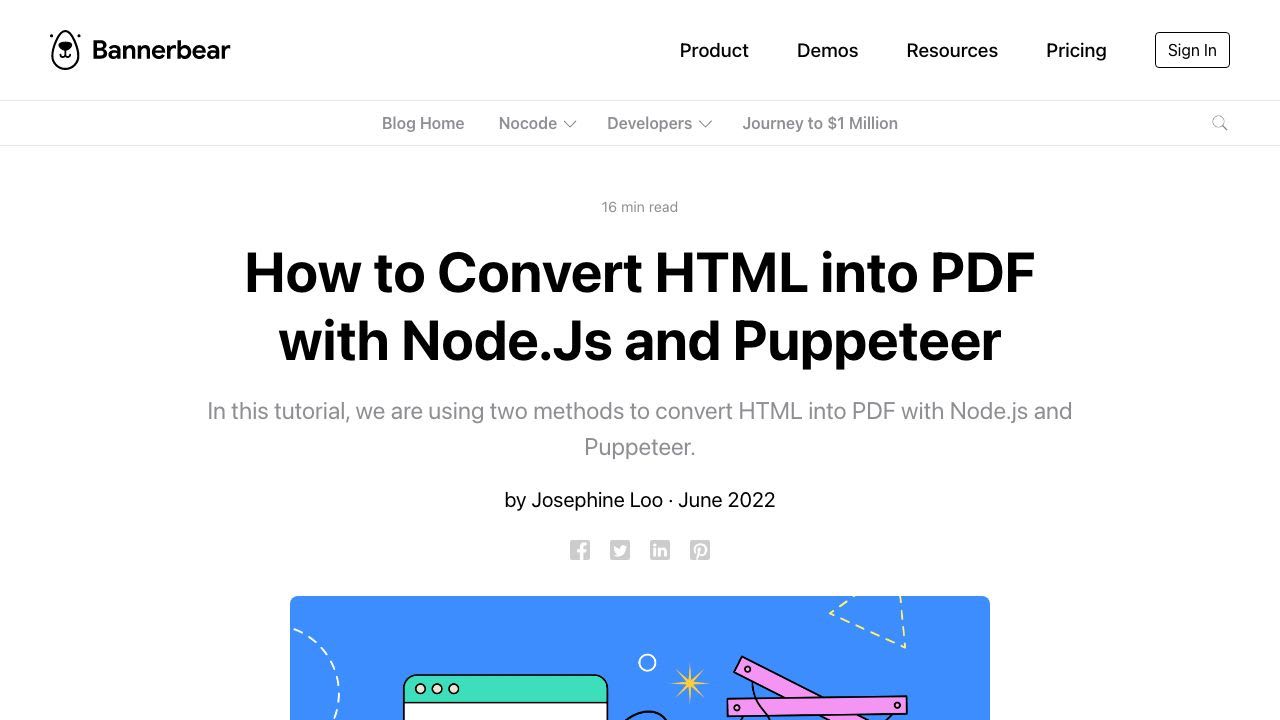 Bannerbear
Product Demos Resources Pricing Sign In
Blog Home Nocode Developers Journey to $1 Million
16 min read
How to Convert HTML into PDF
with Node.Js and Puppeteer
In this tutorial, we are using two methods to convert HTML into PDF with Node.js and
Puppeteer.
by Josephine Loo · June 2022